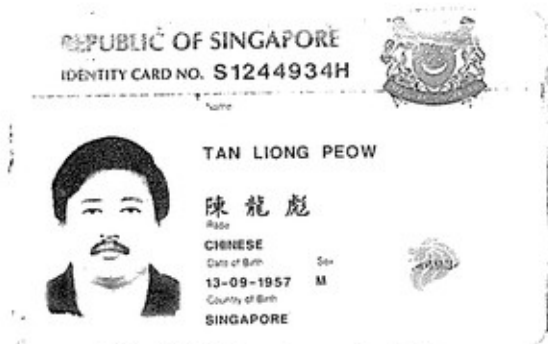 REPUBLIC OF SINGAPORE
IDENTITY CARD NO. S1244934H
Name
TAN LIONG PEOW
陳龍彪
Race
CHINESE
Date of Birth Sex
13-09-1957 M
Country of Birth
SINGAPORE